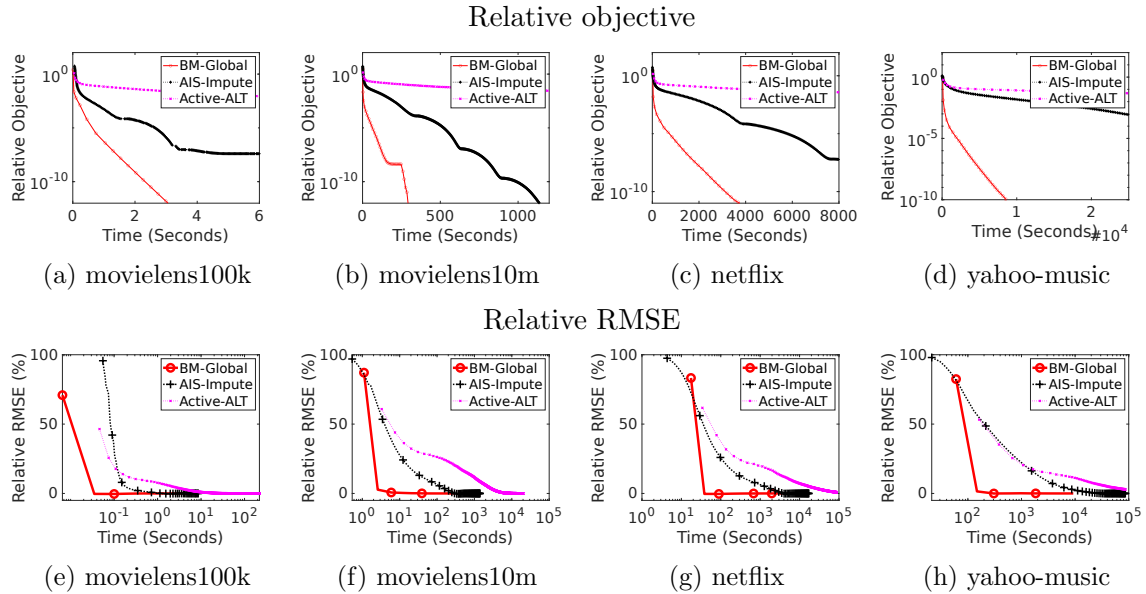 Relative objective
Relative Objective
10^0
10^-10
0 2 4 6
Time (Seconds)
BM-Global
AIS-Impute
Active-ALT
(a) movielens100k
Relative Objective
10^0
10^-10
0 500 1000
Time (Seconds)
BM-Global
AIS-Impute
Active-ALT
(b) movielens10m
Relative Objective
10^0
10^-10
0 2000 4000 6000 8000
Time (Seconds)
BM-Global
AIS-Impute
Active-ALT
(c) netflix
Relative Objective
10^0
10^-5
10^-10
0 1 2
Time (Seconds)
#10^4
BM-Global
AIS-Impute
Active-ALT
(d) yahoo-music
Relative RMSE
Relative RMSE (%)
100
50
0
10^-1 10^0 10^1 10^2
Time (Seconds)
BM-Global
AIS-Impute
Active-ALT
(e) movielens100k
Relative RMSE (%)
100
50
0
10^0 10^1 10^2 10^3 10^4 10^5
Time (Seconds)
BM-Global
AIS-Impute
Active-ALT
(f) movielens10m
Relative RMSE (%)
100
50
0
10^1 10^2 10^3 10^4 10^5
Time (Seconds)
BM-Global
AIS-Impute
Active-ALT
(g) netflix
Relative RMSE (%)
100
50
0
10^2 10^3 10^4 10^5
Time (Seconds)
BM-Global
AIS-Impute
Active-ALT
(h) yahoo-music